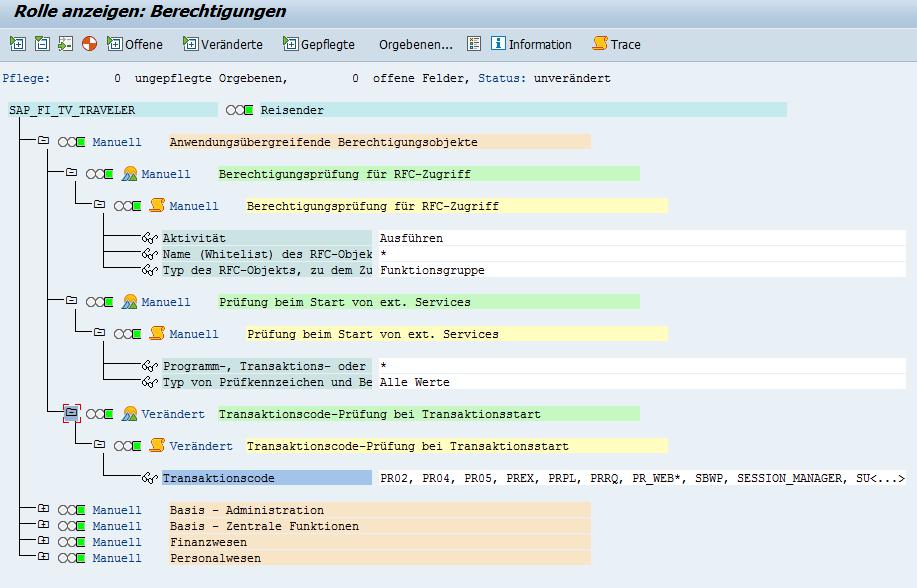 Rolle anzeigen: Berechtigungen
Offene Veränderte Gepflegte Orgebenen... Information Trace
Pflege: 0 ungepflegte Orgebenen, 0 offene Felder, Status: unverändert
SAP_FI_TV_TRAVELER Reisender
Manuell Anwendungsübergreifende Berechtigungsobjekte
Manuell Berechtigungsprüfung für RFC-Zugriff
Manuell Berechtigungsprüfung für RFC-Zugriff
Aktivität Ausführen
Name (Whitelist) des RFC-Objek *
Typ des RFC-Objekts, zu dem Zu Funktionsgruppe
Manuell Prüfung beim Start von ext. Services
Manuell Prüfung beim Start von ext. Services
Programm-, Transaktions- oder *
Typ von Prüfkennzeichen und Be Alle Werte
Verändert Transaktionscode-Prüfung bei Transaktionsstart
Verändert Transaktionscode-Prüfung bei Transaktionsstart
Transaktionscode PR02, PR04, PR05, PREX, PRPL, PRRQ, PR_WEB*, SBWP, SESSION_MANAGER, SU<...>
Manuell Basis - Administration
Manuell Basis - Zentrale Funktionen
Manuell Finanzwesen
Manuell Personalwesen